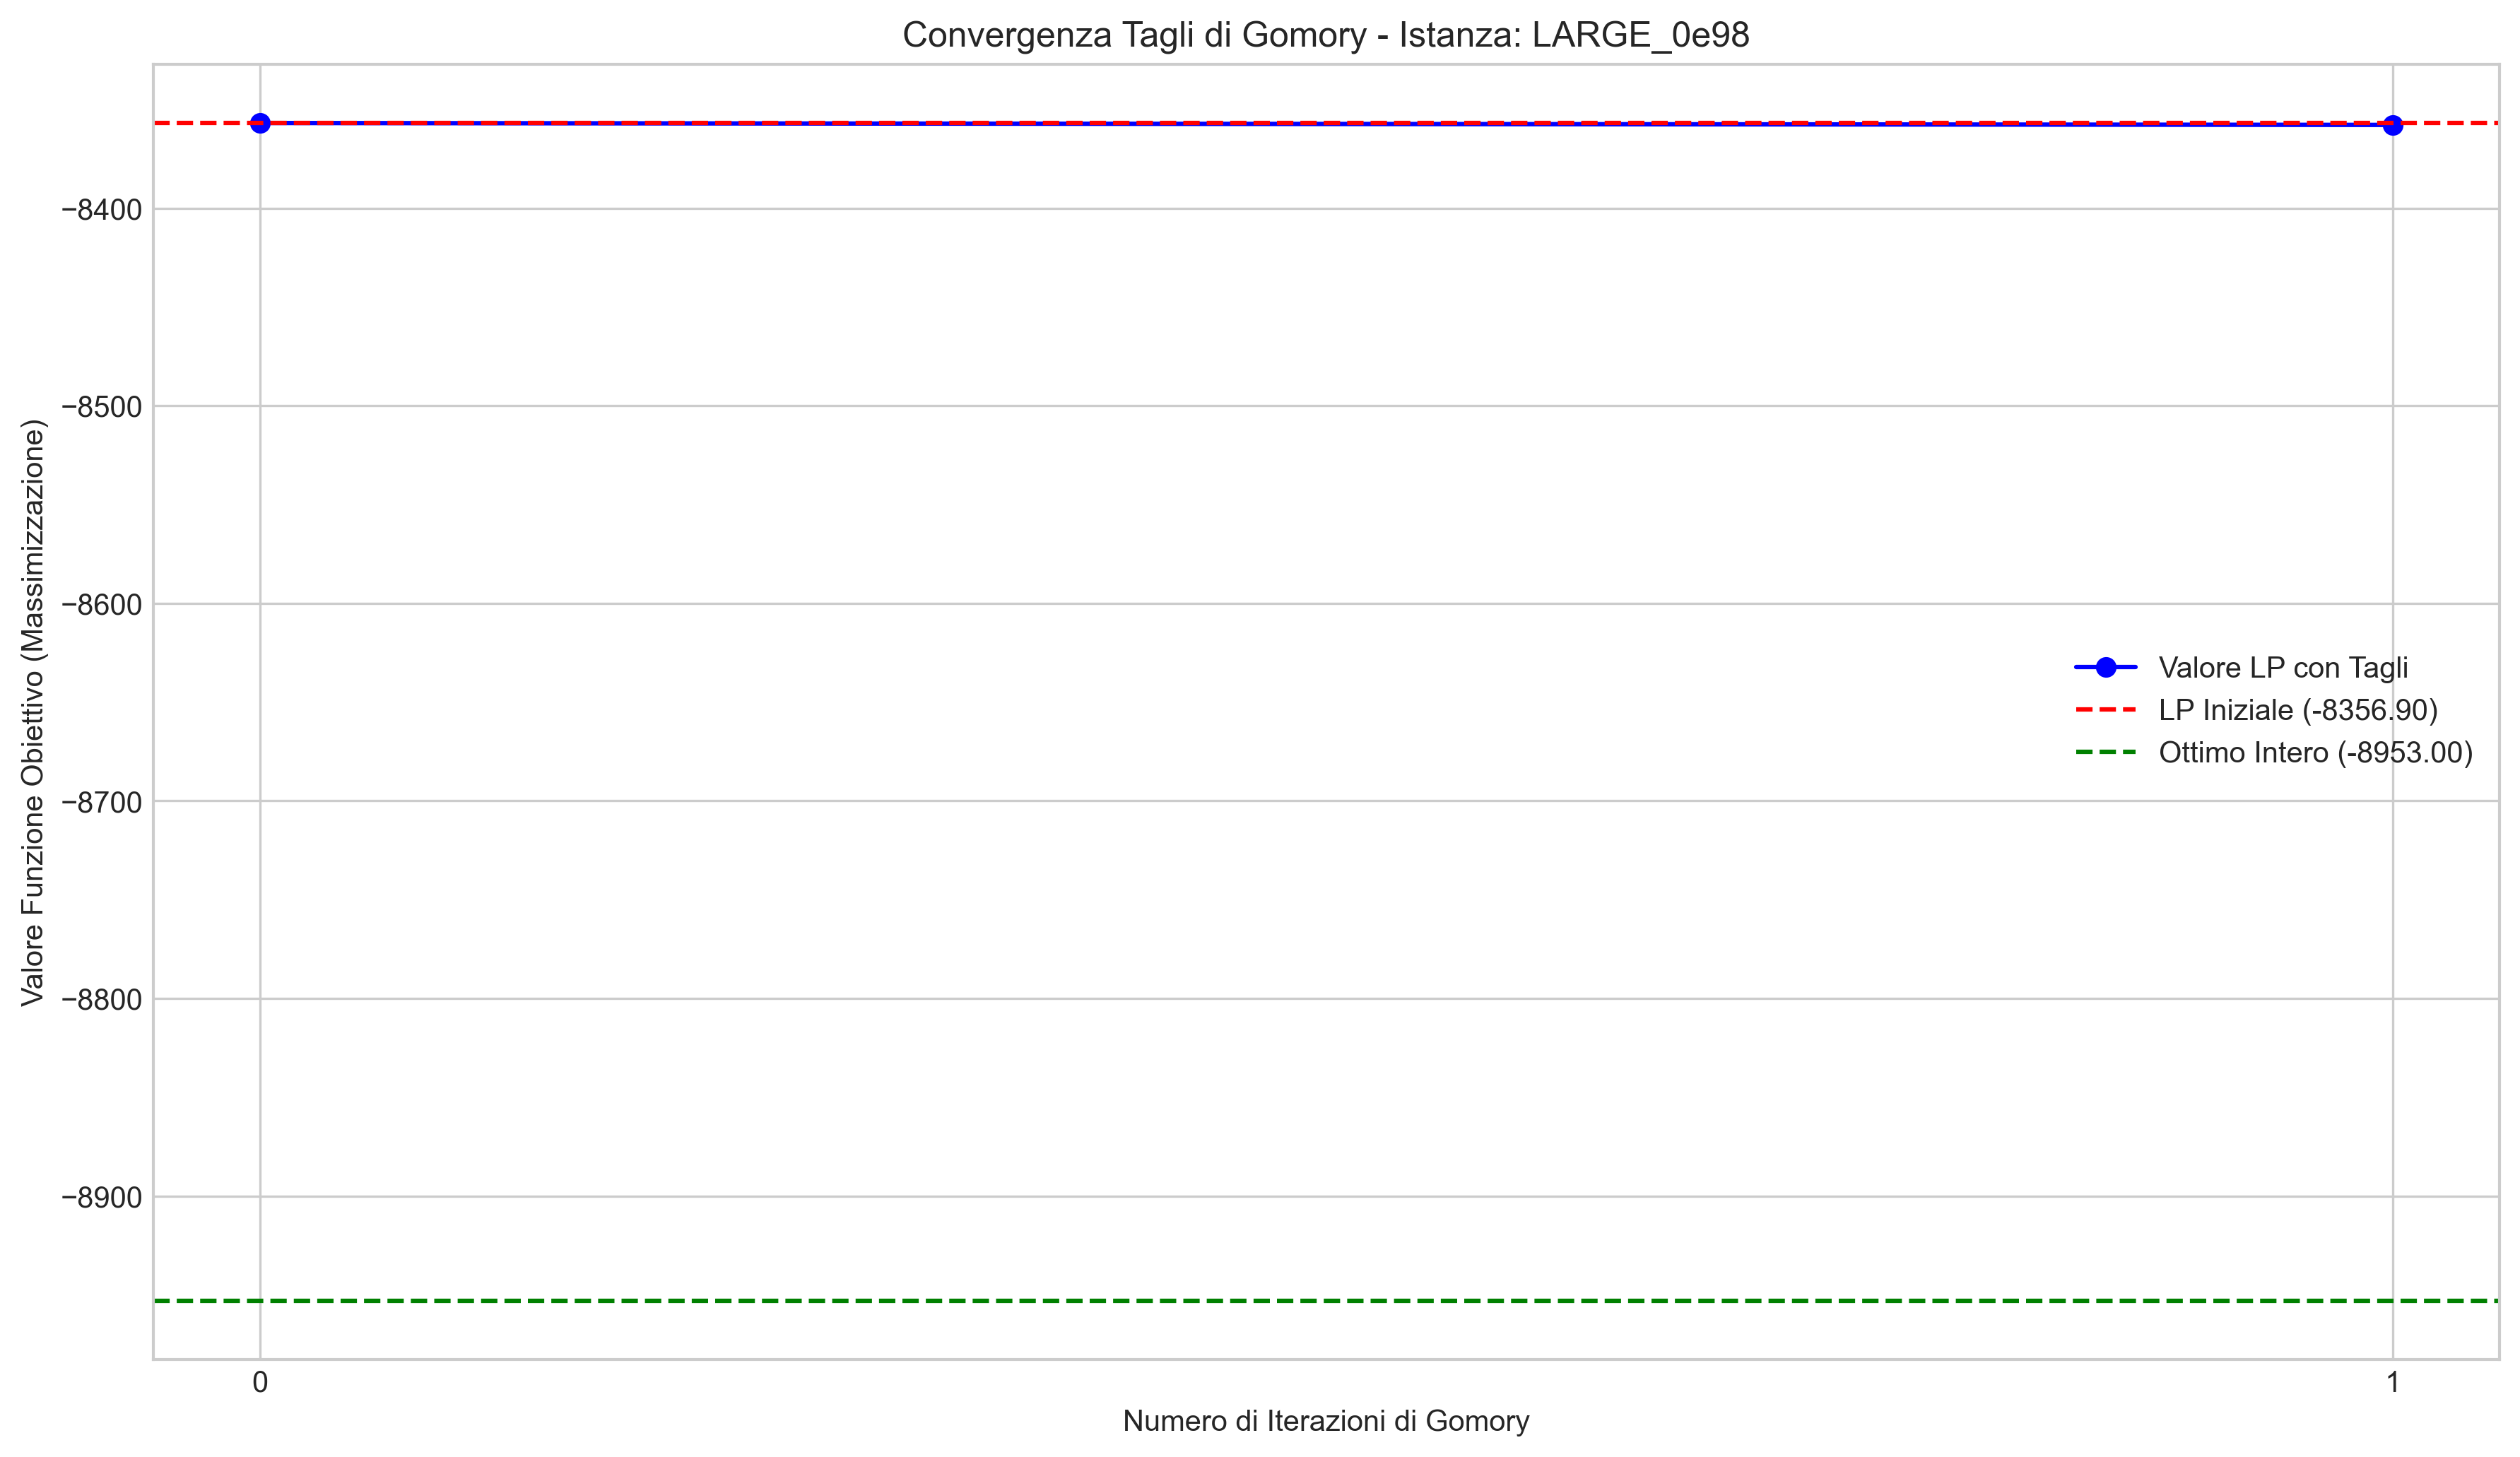 Convergenza Tagli di Gomory - Istanza: LARGE_0e98
Valore Funzione Obiettivo (Massimizzazione)
−8400
−8500
−8600
−8700
−8800
−8900
Valore LP con Tagli
LP Iniziale (-8356.90)
Ottimo Intero (-8953.00)
0
1
Numero di Iterazioni di Gomory